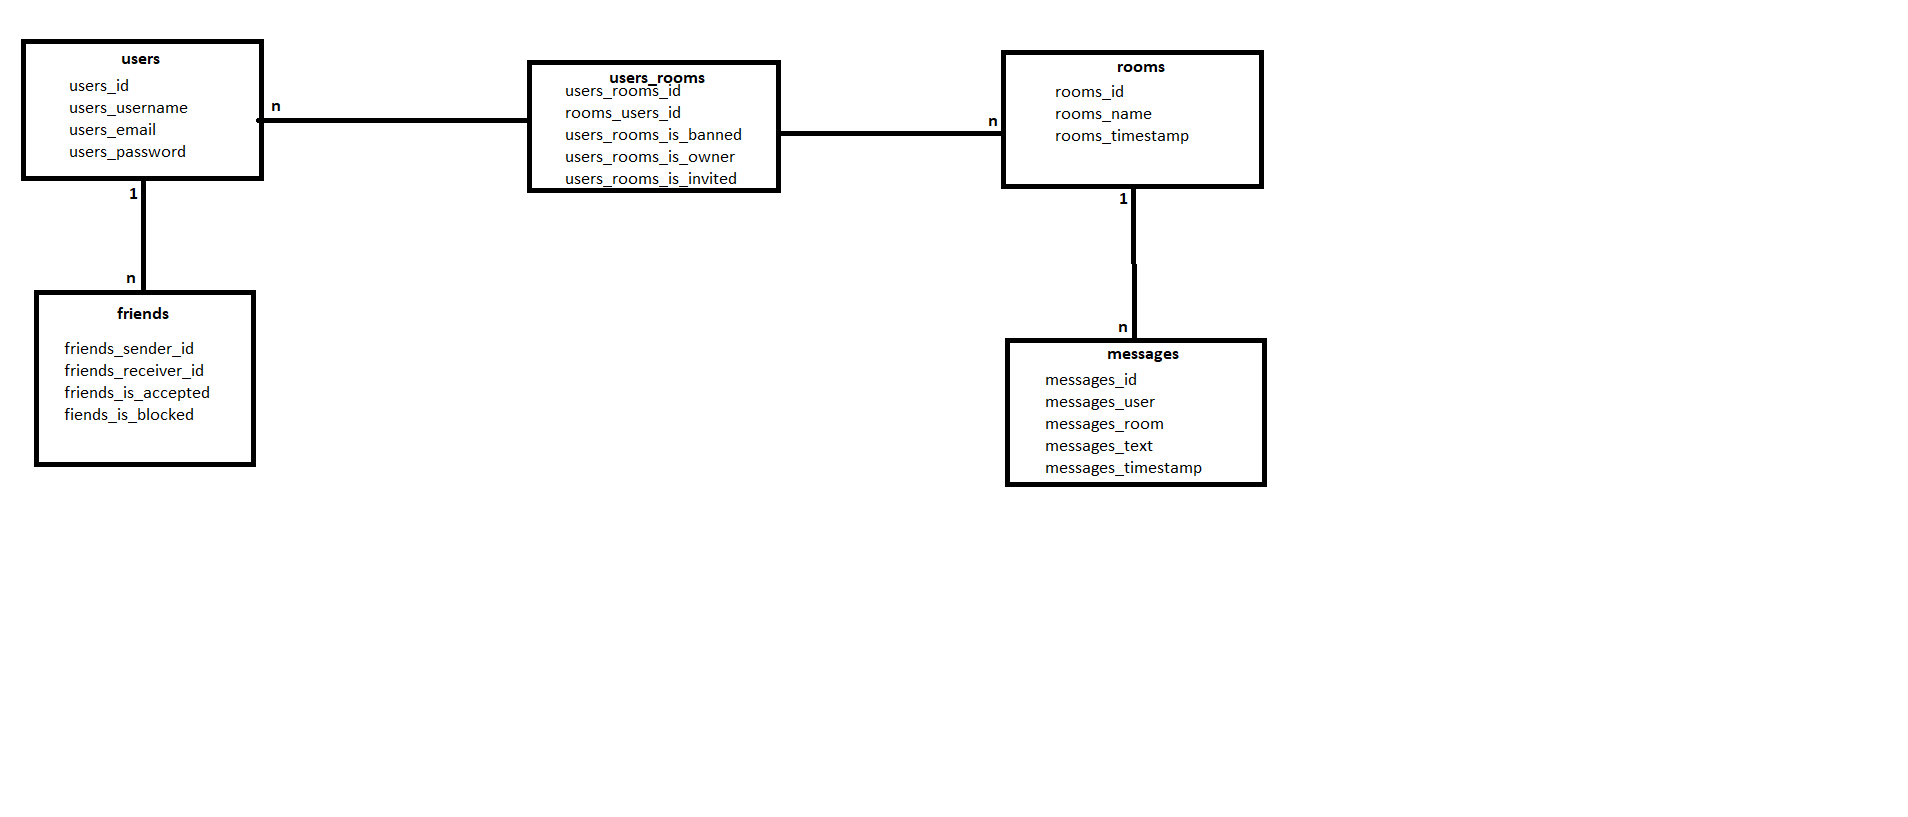 users
users_id
users_username
users_email
users_password
n
users_rooms
users_rooms_id
rooms_users_id
users_rooms_is_banned
users_rooms_is_owner
users_rooms_is_invited
n
rooms
rooms_id
rooms_name
rooms_timestamp
1
n
friends
friends_sender_id
friends_receiver_id
friends_is_accepted
fiends_is_blocked
1
n
messages
messages_id
messages_user
messages_room
messages_text
messages_timestamp